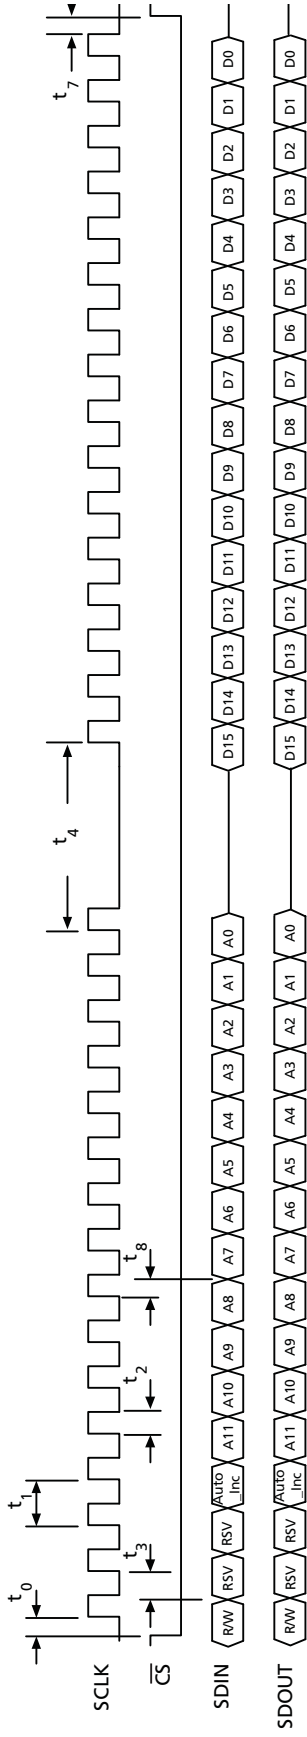 t0
t1
t3
t2
t8
t4
t7
SCLK
CS
SDIN
R/W RSV RSV Auto_Inc A11 A10 A9 A8 A7 A6 A5 A4 A3 A2 A1 A0 D15 D14 D13 D12 D11 D10 D9 D8 D7 D6 D5 D4 D3 D2 D1 D0
SDOUT
R/W RSV RSV Auto_Inc A11 A10 A9 A8 A7 A6 A5 A4 A3 A2 A1 A0 D15 D14 D13 D12 D11 D10 D9 D8 D7 D6 D5 D4 D3 D2 D1 D0